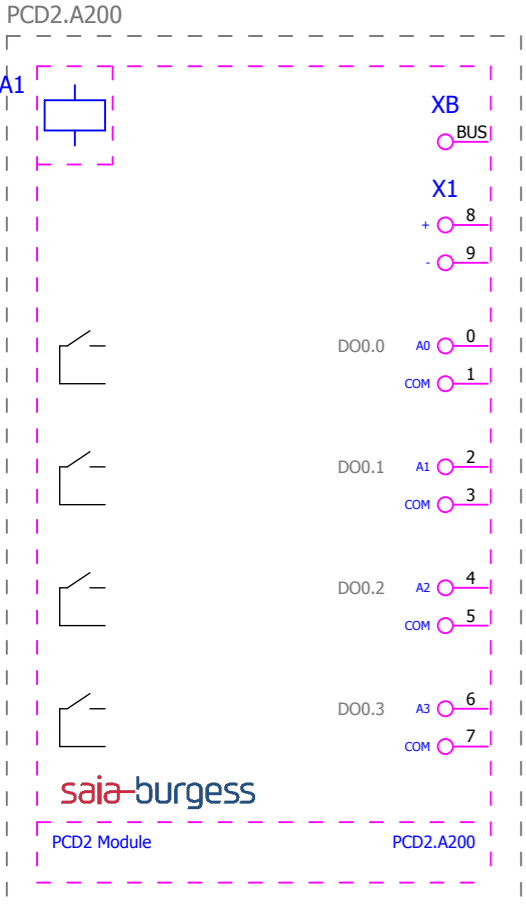 PCD2.A200
A1
XB
BUS
X1
+ 8
- 9
DO0.0 A0 0
COM 1
DO0.1 A1 2
COM 3
DO0.2 A2 4
COM 5
DO0.3 A3 6
COM 7
saia-burgess
PCD2 Module PCD2.A200